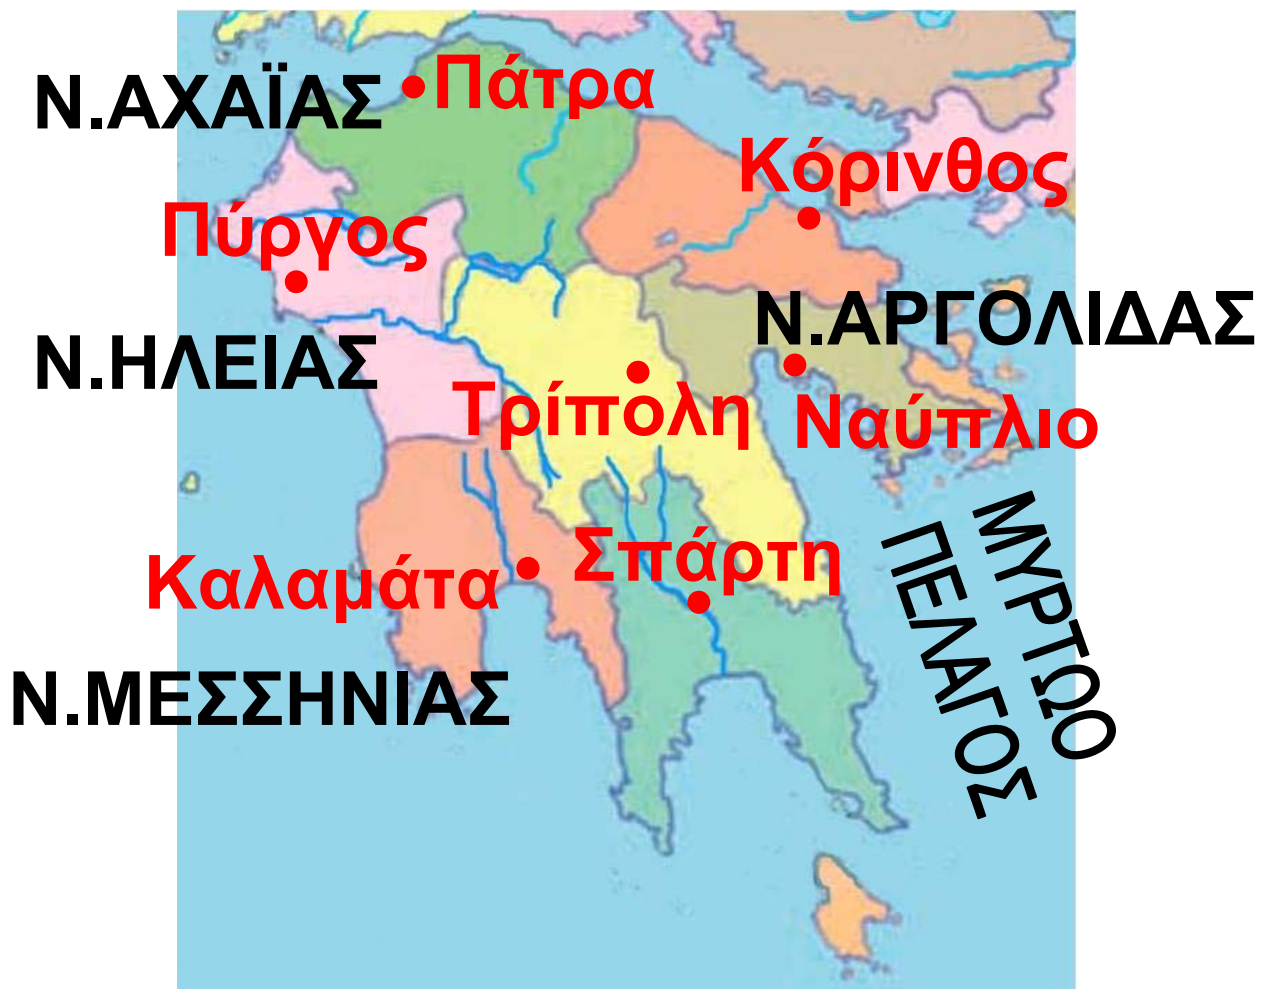 Ν.ΑΧΑΪΑΣ
Πάτρα
Κόρινθος
Πύργος
Ν.ΑΡΓΟΛΙΔΑΣ
Ν.ΗΛΕΙΑΣ
Τρίπολη
Ναύπλιο
ΜΥΡΤΩΟ
ΠΕΛΑΓΟΣ
Σπάρτη
Καλαμάτα
Ν.ΜΕΣΣΗΝΙΑΣ